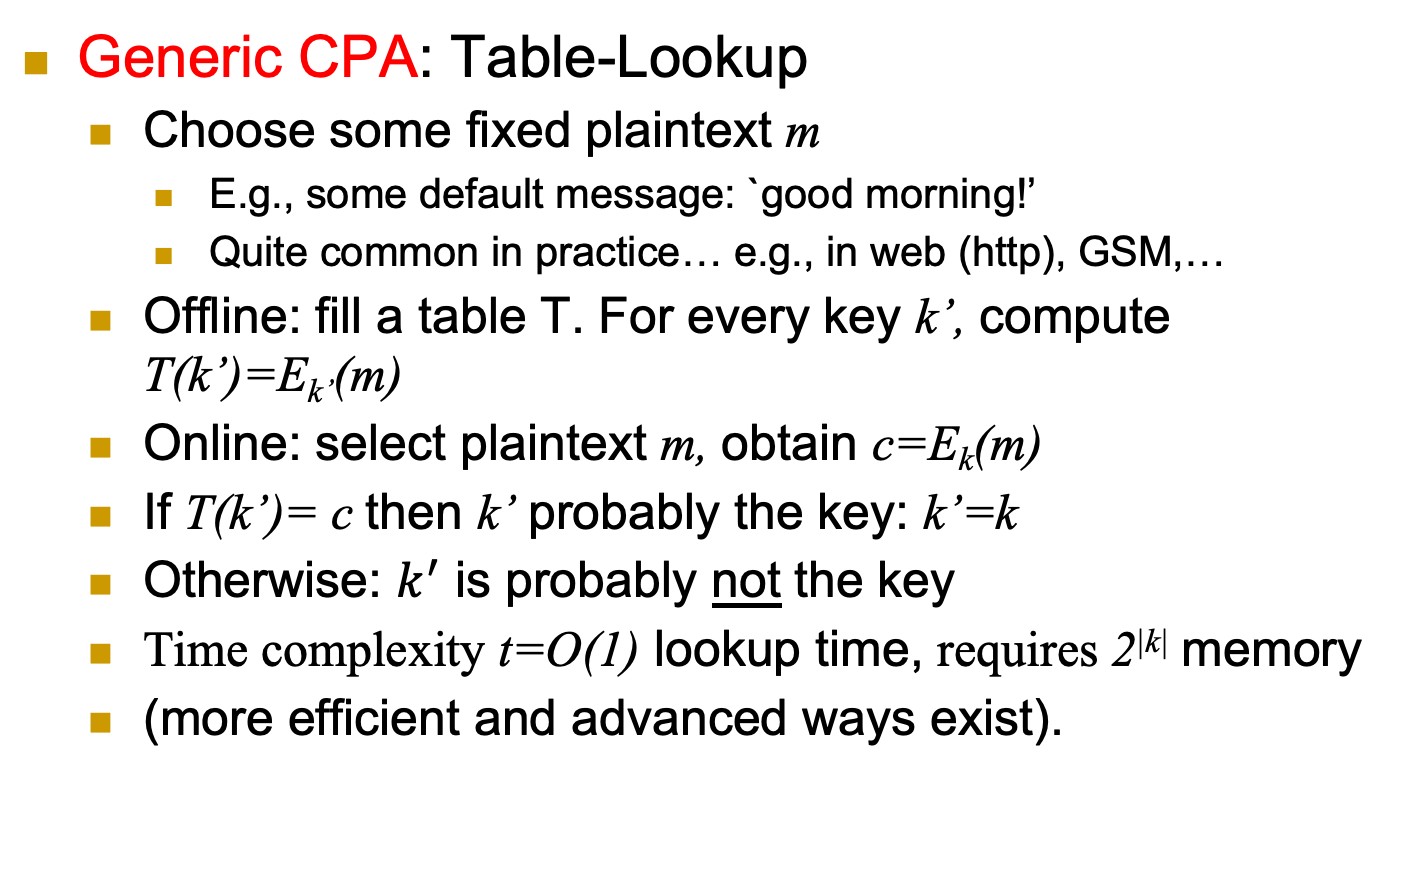 Generic CPA: Table-Lookup
Choose some fixed plaintext m
E.g., some default message: `good morning!’
Quite common in practice… e.g., in web (http), GSM,…
Offline: fill a table T. For every key k’, compute
T(k’)=Eₖ’(m)
Online: select plaintext m, obtain c=Eₖ(m)
If T(k’)= c then k’ probably the key: k’=k
Otherwise: k′ is probably not the key
Time complexity t=O(1) lookup time, requires 2^|k| memory
(more efficient and advanced ways exist).